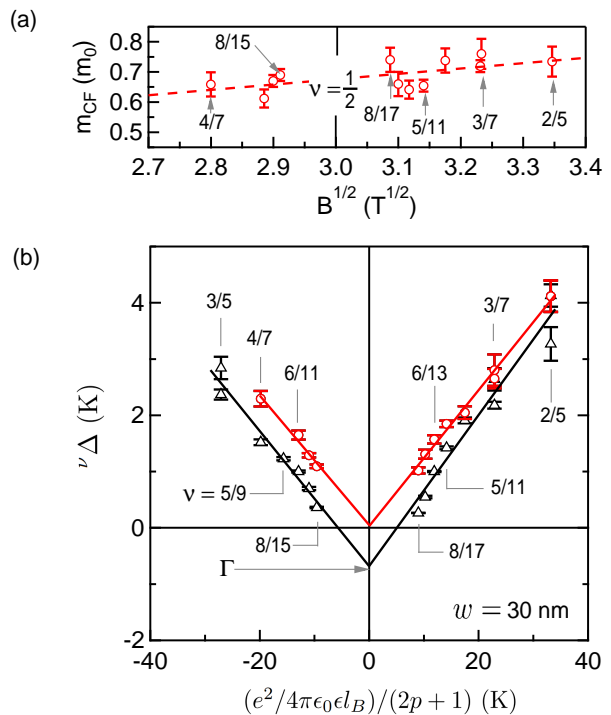 (a)
0.8
0.7
0.6
0.5
m_CF (m_0)
8/15
4/7
ν = 1/2
8/17
5/11
3/7
2/5
2.7 2.8 2.9 3.0 3.1 3.2 3.3 3.4
B^{1/2} (T^{1/2})
(b)
4
2
0
-2
^νΔ (K)
3/5
4/7
6/11
ν = 5/9
8/15
Γ
3/7
6/13
2/5
5/11
8/17
w = 30 nm
-40 -20 0 20 40
(e^2/4πϵ_0ϵl_B)/(2p + 1) (K)